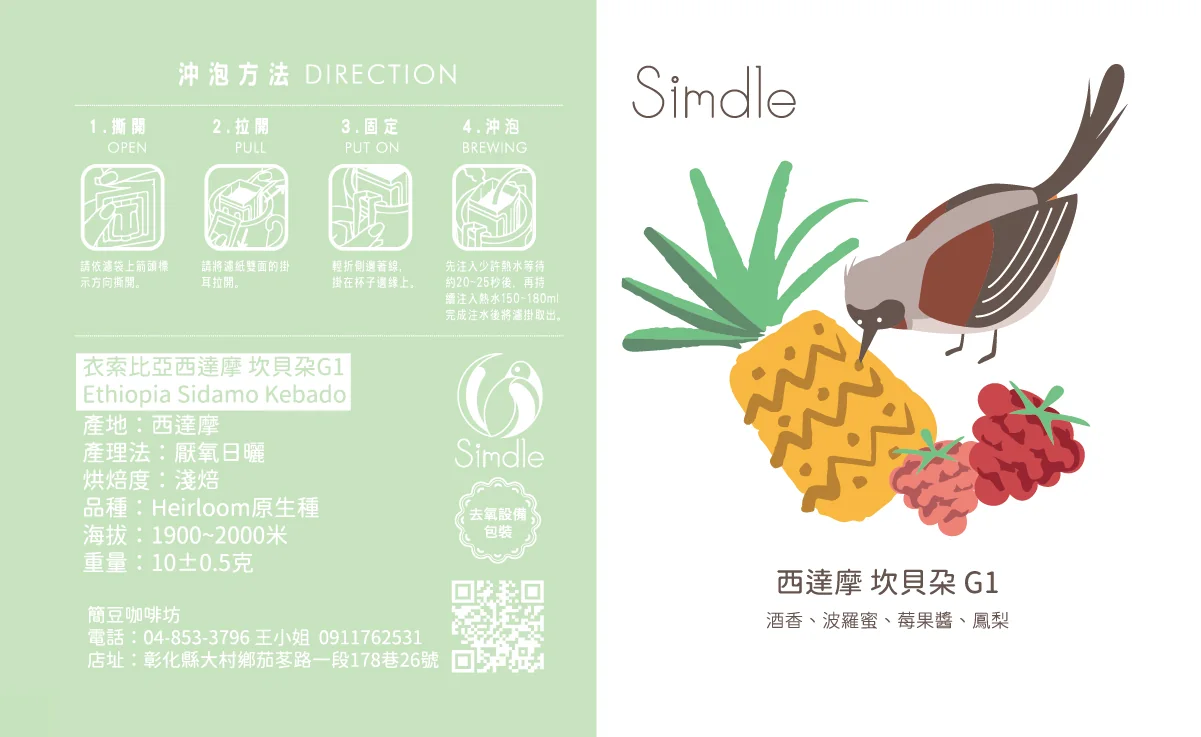 沖泡方法 DIRECTION
1.撕開
OPEN
2.拉開
PULL
3.固定
PUT ON
4.沖泡
BREWING
請依濾袋上箭頭標
示方向撕開。
請將濾紙雙面的掛
耳拉開。
輕折側邊著線、
掛在杯子邊緣上。
先注入少許熱水等待
約20-25秒後，再持
續注入熱水150-180ml
完成注水後將濾掛取出。
衣索比亞西達摩 坎貝朶G1
Ethiopia Sidamo Kebado
產地：西達摩
產理法：厭氧日曬
烘焙度：淺焙
品種：Heirloom原生種
海拔：1900~2000米
重量：10±0.5克
Simdle
去氧設備
包裝
簡豆咖啡坊
電話：04-853-3796 王小姐 0911762531
店址：彰化縣大村鄉茄苳路一段178巷26號
Simdle
西達摩 坎貝朶 G1
酒香、波羅蜜、莓果醬、鳳梨